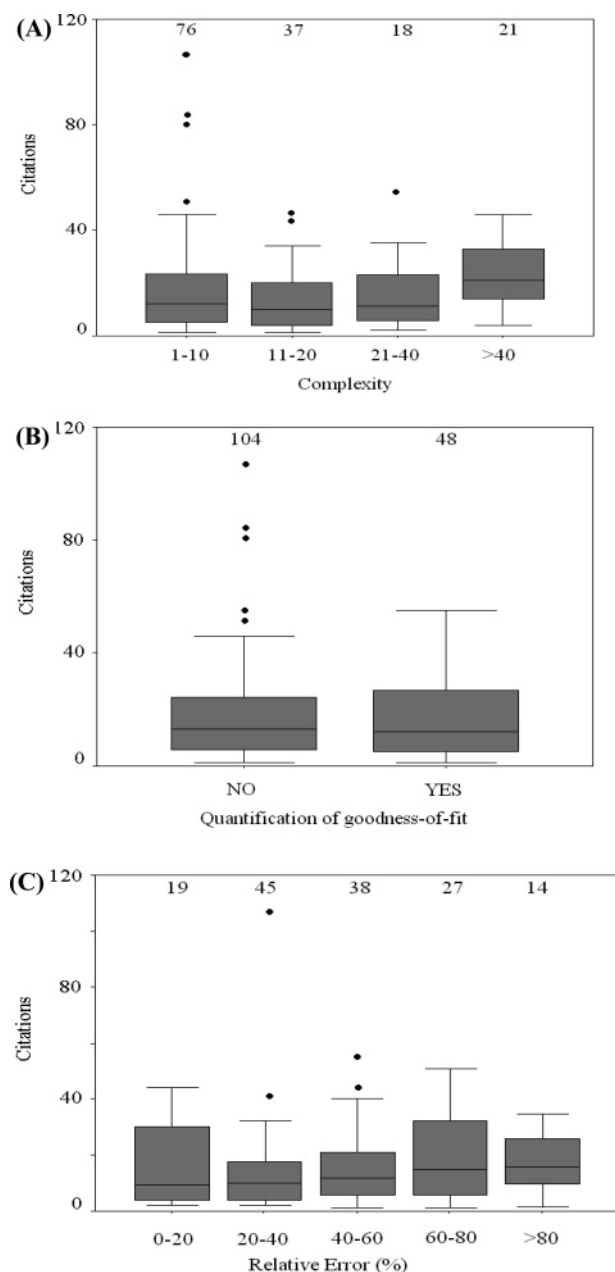 (A)
120 76 37 18 21
80
Citations
40
0
1-10 11-20 21-40 >40
Complexity
(B)
120 104 48
80
Citations
40
0
NO YES
Quantification of goodness-of-fit
(C)
120 19 45 38 27 14
80
Citations
40
0
0-20 20-40 40-60 60-80 >80
Relative Error (%)